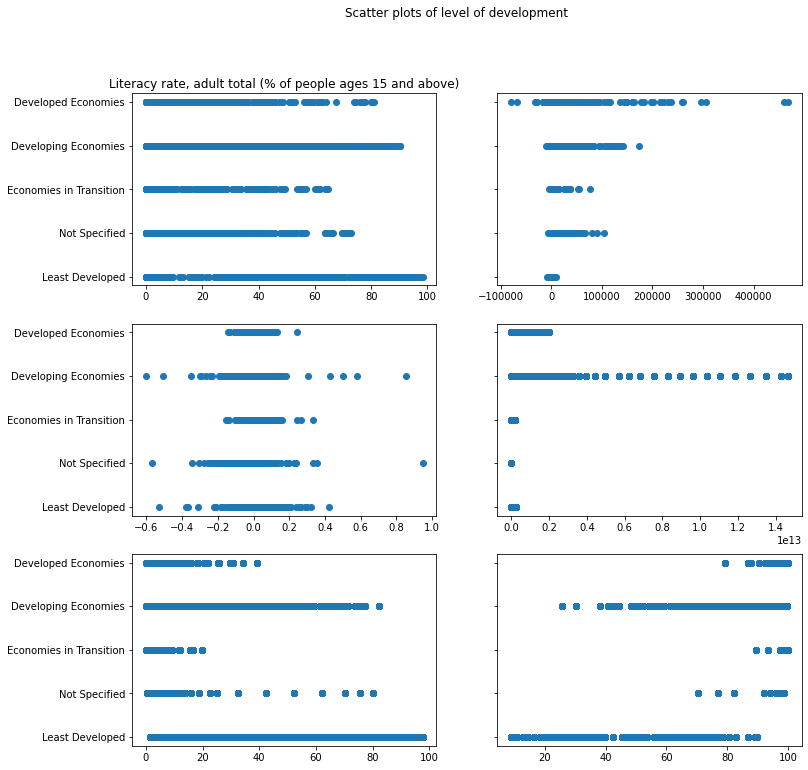 Scatter plots of level of development
Literacy rate, adult total (% of people ages 15 and above)
Developed Economies
Developing Economies
Economies in Transition
Not Specified
Least Developed
0 20 40 60 80 100
−100000 0 100000 200000 300000 400000
Developed Economies
Developing Economies
Economies in Transition
Not Specified
Least Developed
−0.6 −0.4 −0.2 0.0 0.2 0.4 0.6 0.8 1.0
0.0 0.2 0.4 0.6 0.8 1.0 1.2 1.4
1e13
Developed Economies
Developing Economies
Economies in Transition
Not Specified
Least Developed
0 20 40 60 80 100
20 40 60 80 100